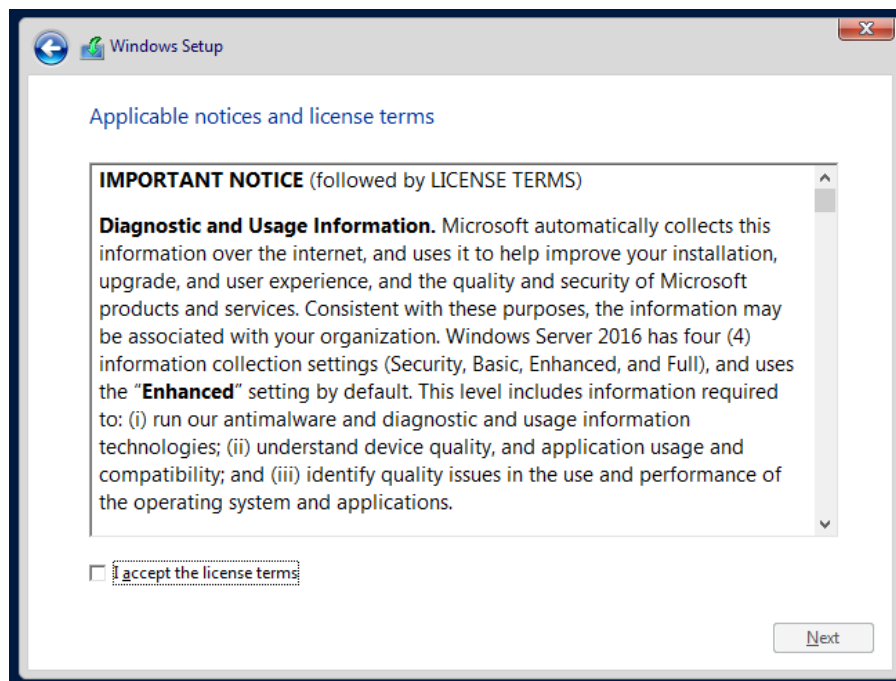 Windows Setup
Applicable notices and license terms
IMPORTANT NOTICE (followed by LICENSE TERMS)
Diagnostic and Usage Information. Microsoft automatically collects this
information over the internet, and uses it to help improve your installation,
upgrade, and user experience, and the quality and security of Microsoft
products and services. Consistent with these purposes, the information may
be associated with your organization. Windows Server 2016 has four (4)
information collection settings (Security, Basic, Enhanced, and Full), and uses
the “Enhanced” setting by default. This level includes information required
to: (i) run our antimalware and diagnostic and usage information
technologies; (ii) understand device quality, and application usage and
compatibility; and (iii) identify quality issues in the use and performance of
the operating system and applications.
I accept the license terms
Next